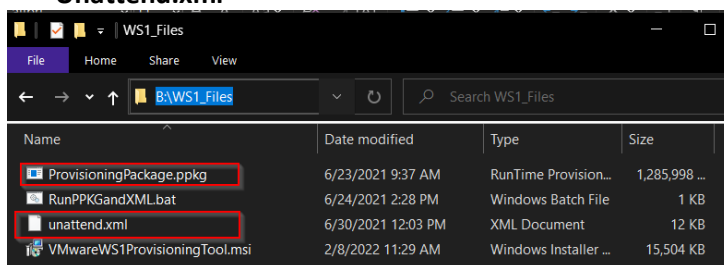 Unattend.xml
WS1_Files
File Home Share View
B:\WS1_Files Search WS1_Files
Name Date modified Type Size
ProvisioningPackage.ppkg 6/23/2021 9:37 AM RunTime Provision... 1,285,998 ...
RunPPKGandXML.bat 6/24/2021 2:28 PM Windows Batch File 1 KB
unattend.xml 6/30/2021 12:03 PM XML Document 12 KB
VMwareWS1ProvisioningTool.msi 2/8/2022 11:29 AM Windows Installer ... 15,504 KB